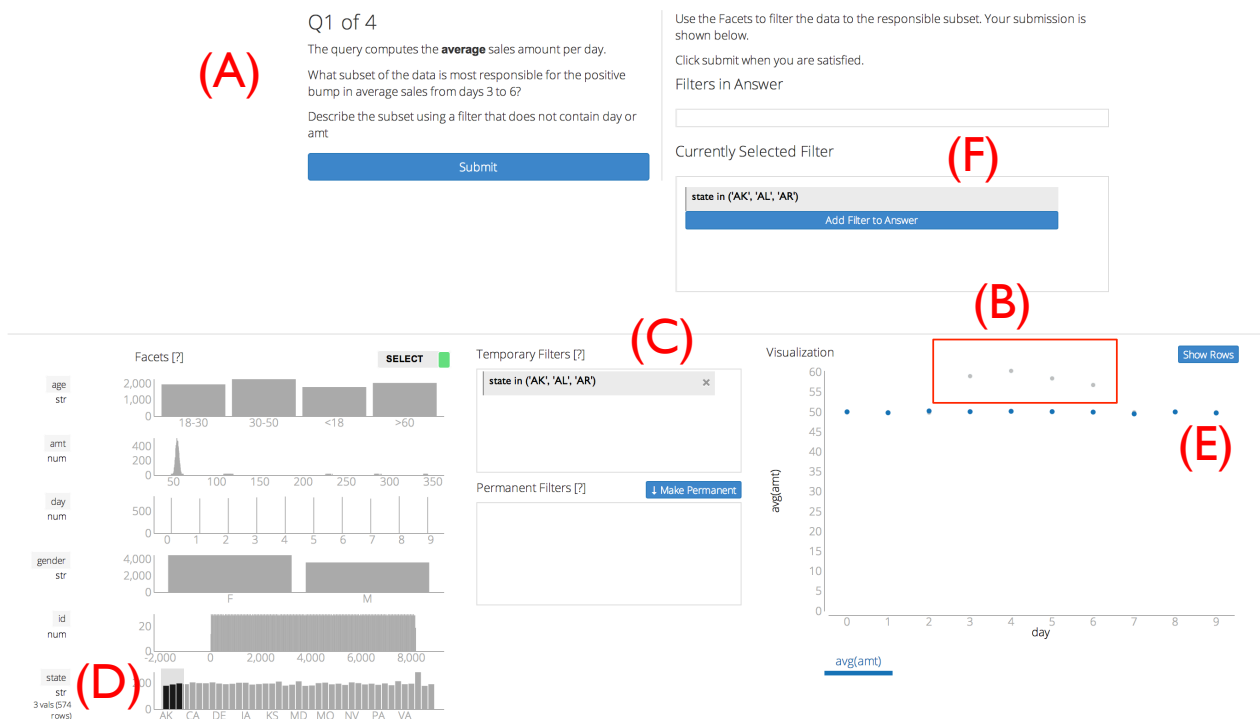 Q1 of 4
(A)
The query computes the average sales amount per day.
What subset of the data is most responsible for the positive
bump in average sales from days 3 to 6?
Describe the subset using a filter that does not contain day or
amt
Submit
Use the Facets to filter the data to the responsible subset. Your submission is
shown below.
Click submit when you are satisfied.
Filters in Answer
Currently Selected Filter
(F)
state in ('AK', 'AL', 'AR')
Add Filter to Answer
Facets [?]
SELECT
age
str
2,000
1,000
0
18-30 30-50 <18 >60
amt
num
400
200
0
50 100 150 200 250 300 350
day
num
500
0
0 1 2 3 4 5 6 7 8 9
gender
str
4,000
2,000
0
F M
id
num
20
0
-2,000 0 2,000 4,000 6,000 8,000
state
str
3 vals (574
rows)
(D)
200
0
AK CA DE IA KS MD MO NV PA VA
(C)
Temporary Filters [?]
state in ('AK', 'AL', 'AR') ×
Permanent Filters [?]
↓ Make Permanent
(B)
Visualization
Show Rows
60
55
50
45
40
35
30
25
20
15
10
5
0
avg(amt)
(E)
0 1 2 3 4 5 6 7 8 9
day
avg(amt)